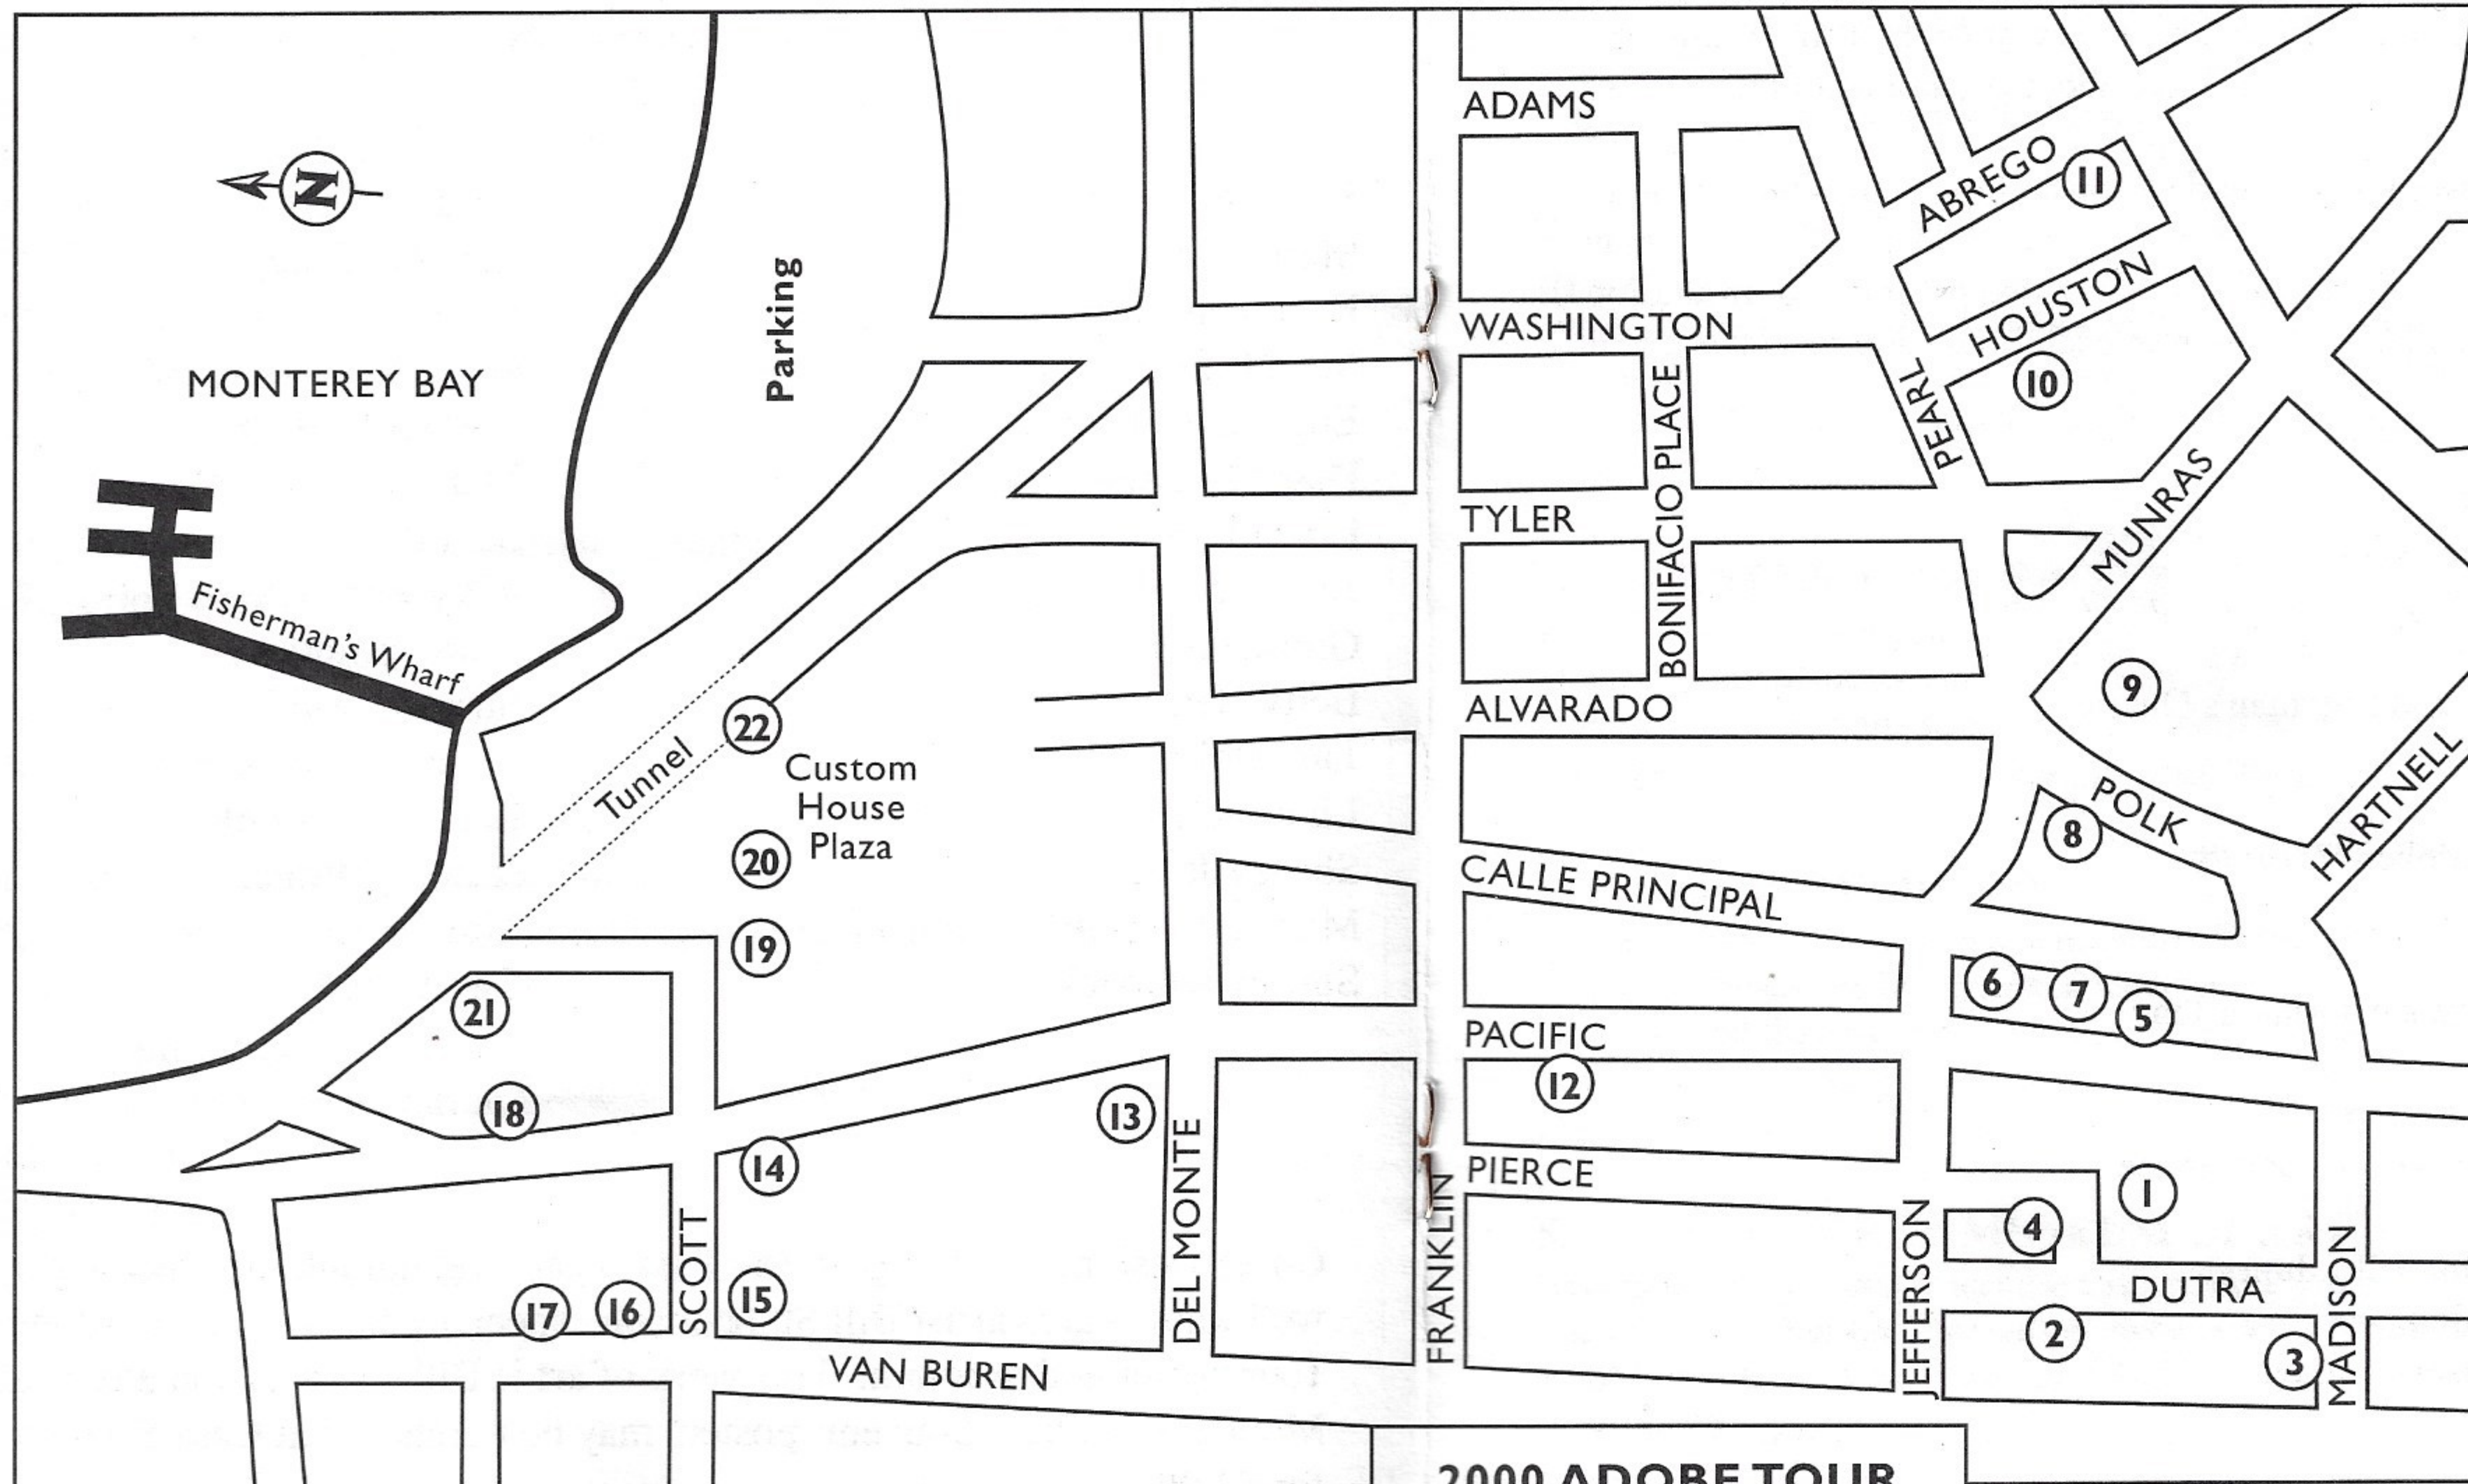 ADAMS
ABREGO
11
N
Parking
WASHINGTON
HOUSTON
MONTEREY BAY
PEARL
10
BONIFACIO PLACE
TYLER
MUNRAS
Fisherman's Wharf
22
Tunnel
Custom
House
Plaza
20
19
ALVARADO
9
POLK
8
HARTNELL
CALLE PRINCIPAL
6
7
5
21
18
PACIFIC
12
13
14
PIERCE
1
4
SCOTT
15
16
17
DEL MONTE
FRANKLIN
JEFFERSON
DUTRA
MADISON
2
3
VAN BUREN
2000 ADOBE TOUR